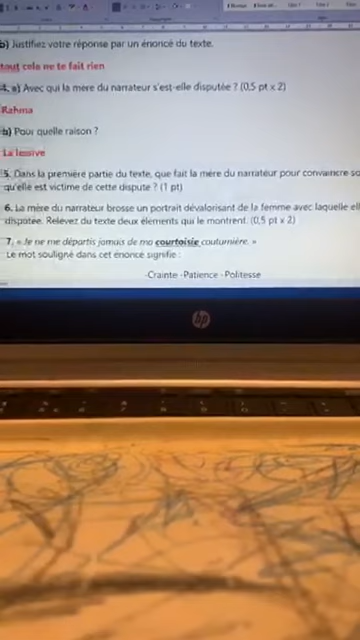 b) Justifiez votre réponse par un énoncé du texte.
tout cela ne te fait rien
4. a) Avec qui la mère du narrateur s'est-elle disputée ? (0,5 pt x 2)
Rahma
b) Pour quelle raison ?
La lessive
5. Dans la première partie du texte, que fait la mère du narrateur pour convaincre
qu'elle est victime de cette dispute ? (1 pt)
6. La mère du narrateur brosse un portrait dévalorisant de la femme avec laquelle
disputée. Relevez du texte deux éléments qui le montrent. (0,5 pt x 2)
7. « Je ne me départis jamais de ma courtoisie coutumière. »
Le mot souligné dans cet énoncé signifie :
-Crainte -Patience - Politesse
hp